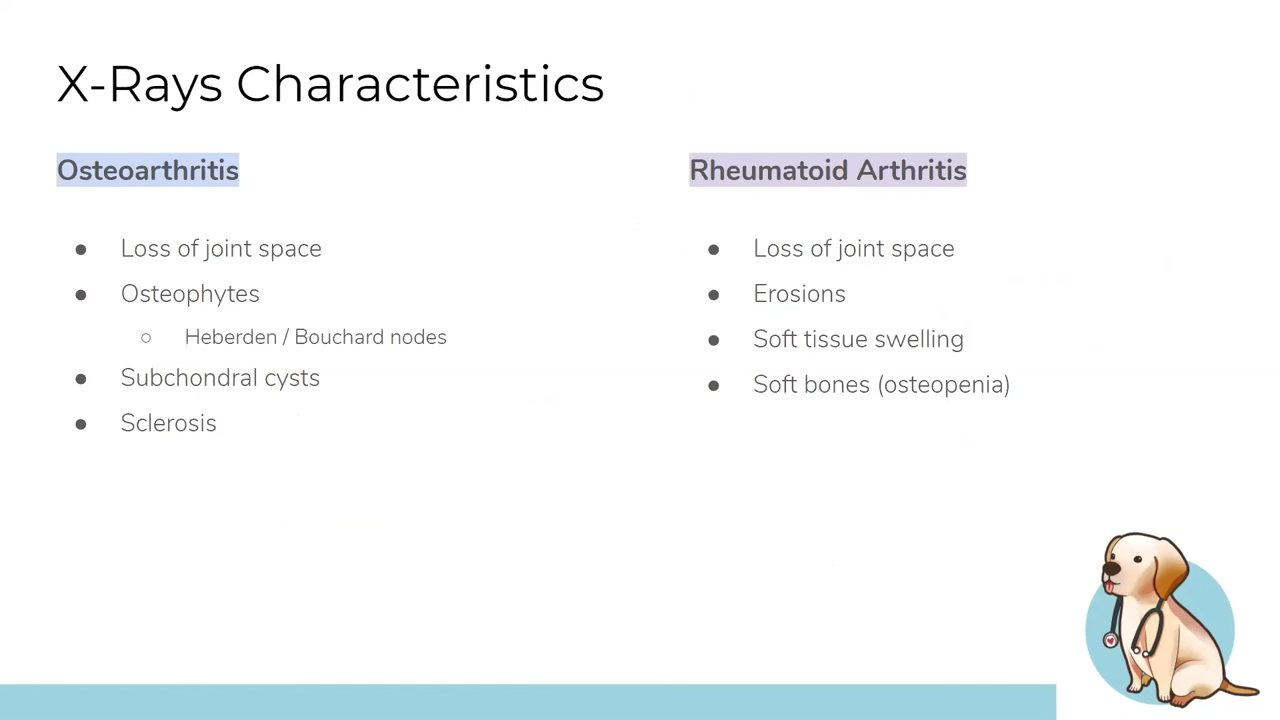 X-Rays Characteristics
Osteoarthritis
● Loss of joint space
● Osteophytes
○ Heberden / Bouchard nodes
● Subchondral cysts
● Sclerosis
Rheumatoid Arthritis
● Loss of joint space
● Erosions
● Soft tissue swelling
● Soft bones (osteopenia)